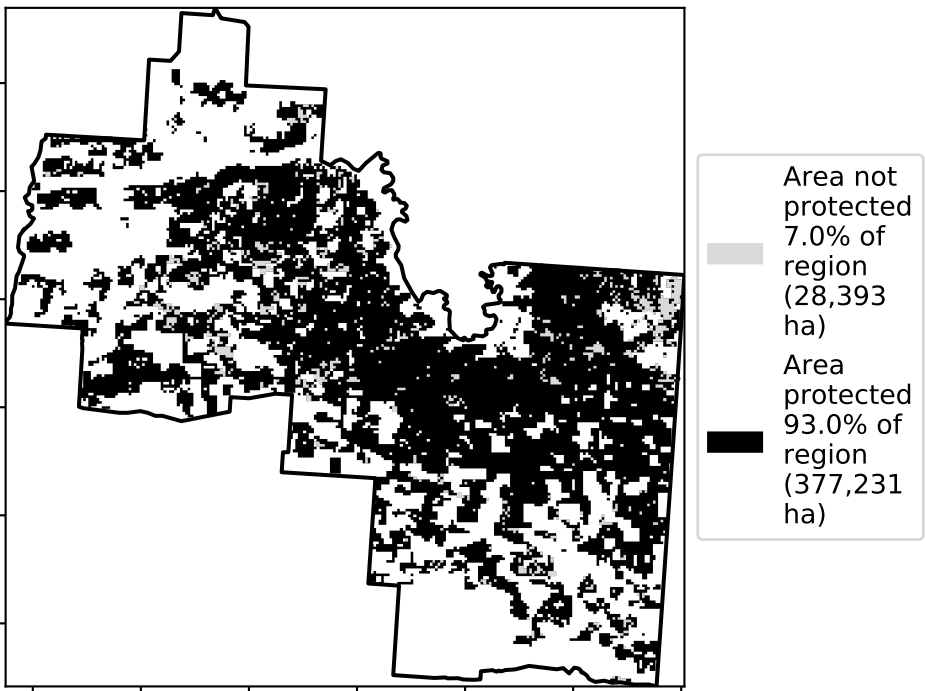 Area not
protected
7.0% of
region
(28,393
ha)
Area
protected
93.0% of
region
(377,231
ha)